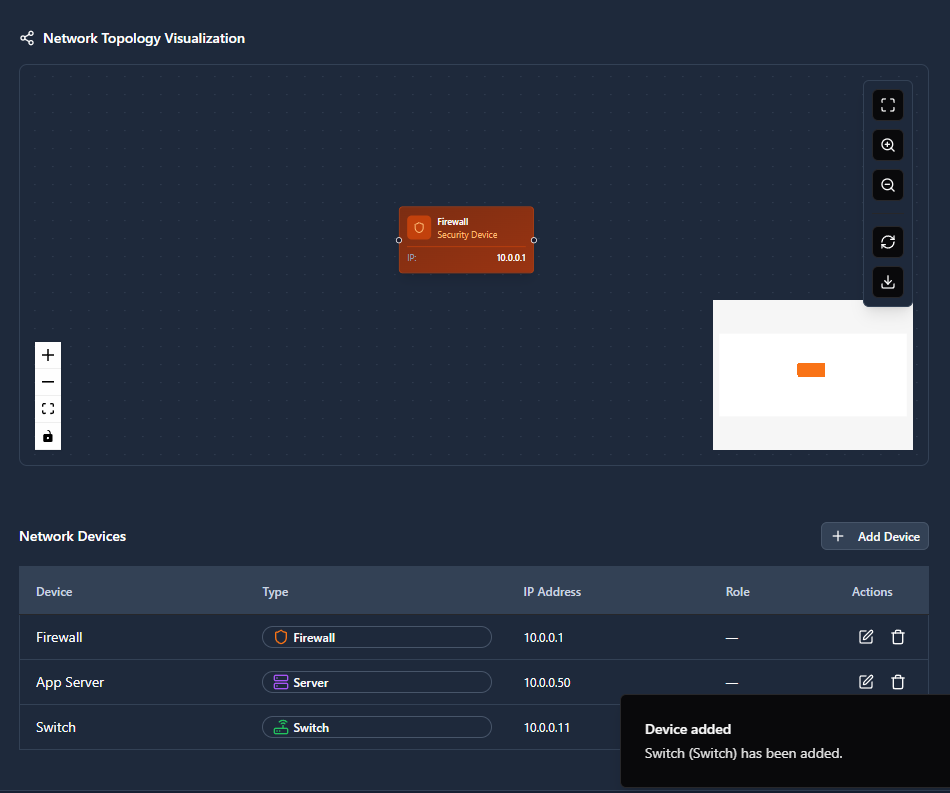 Network Topology Visualization
Firewall
Security Device
IP: 10.0.0.1
Network Devices
Add Device
Device Type IP Address Role Actions
Firewall Firewall 10.0.0.1 —
App Server Server 10.0.0.50 —
Switch Switch 10.0.0.11
Device added
Switch (Switch) has been added.